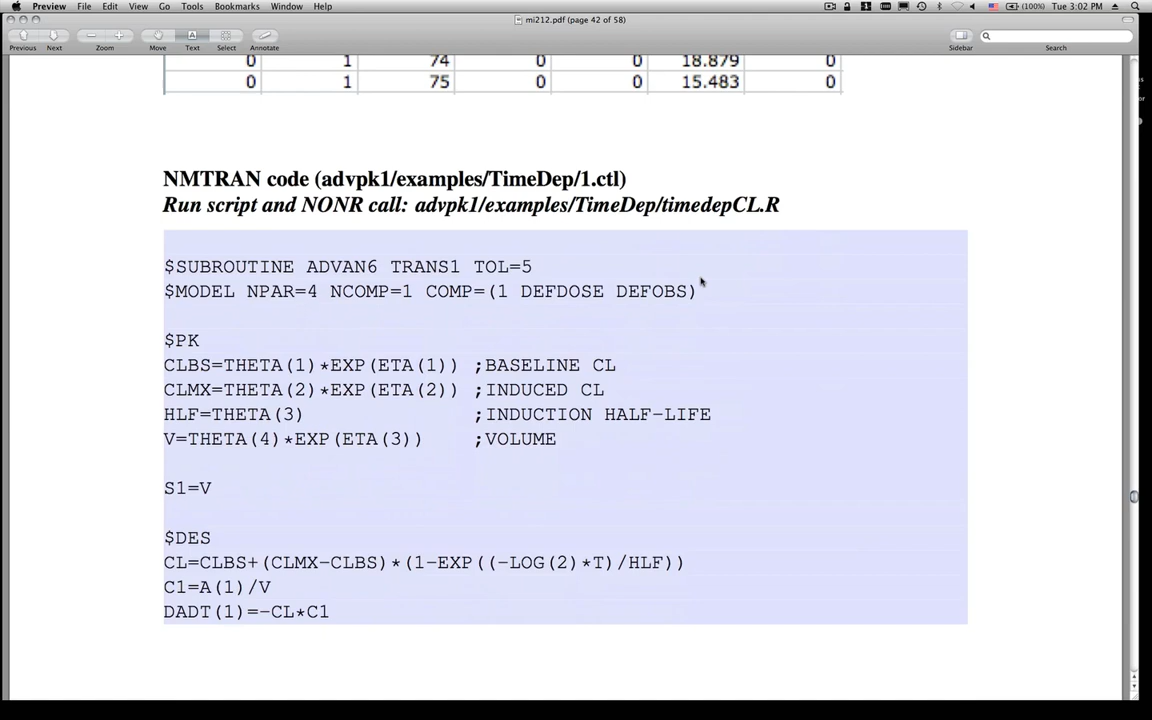 Preview File Edit View Go Tools Bookmarks Window Help (100%) Tue 3:02 PM
mi212.pdf (page 42 of 58)
Previous Next Zoom Move Text Select Annotate Sidebar Search
0 1 74 0 0 18.879 0
0 1 75 0 0 15.483 0
NMTRAN code (advpk1/examples/TimeDep/1.ctl)
Run script and NONR call: advpk1/examples/TimeDep/timedepCL.R
$SUBROUTINE ADVAN6 TRANS1 TOL=5
$MODEL NPAR=4 NCOMP=1 COMP=(1 DEFDOSE DEFOBS)
$PK
CLBS=THETA(1)*EXP(ETA(1)) ;BASELINE CL
CLMX=THETA(2)*EXP(ETA(2)) ;INDUCED CL
HLF=THETA(3) ;INDUCTION HALF-LIFE
V=THETA(4)*EXP(ETA(3)) ;VOLUME
S1=V
$DES
CL=CLBS+(CLMX-CLBS)*(1-EXP((-LOG(2)*T)/HLF))
C1=A(1)/V
DADT(1)=-CL*C1